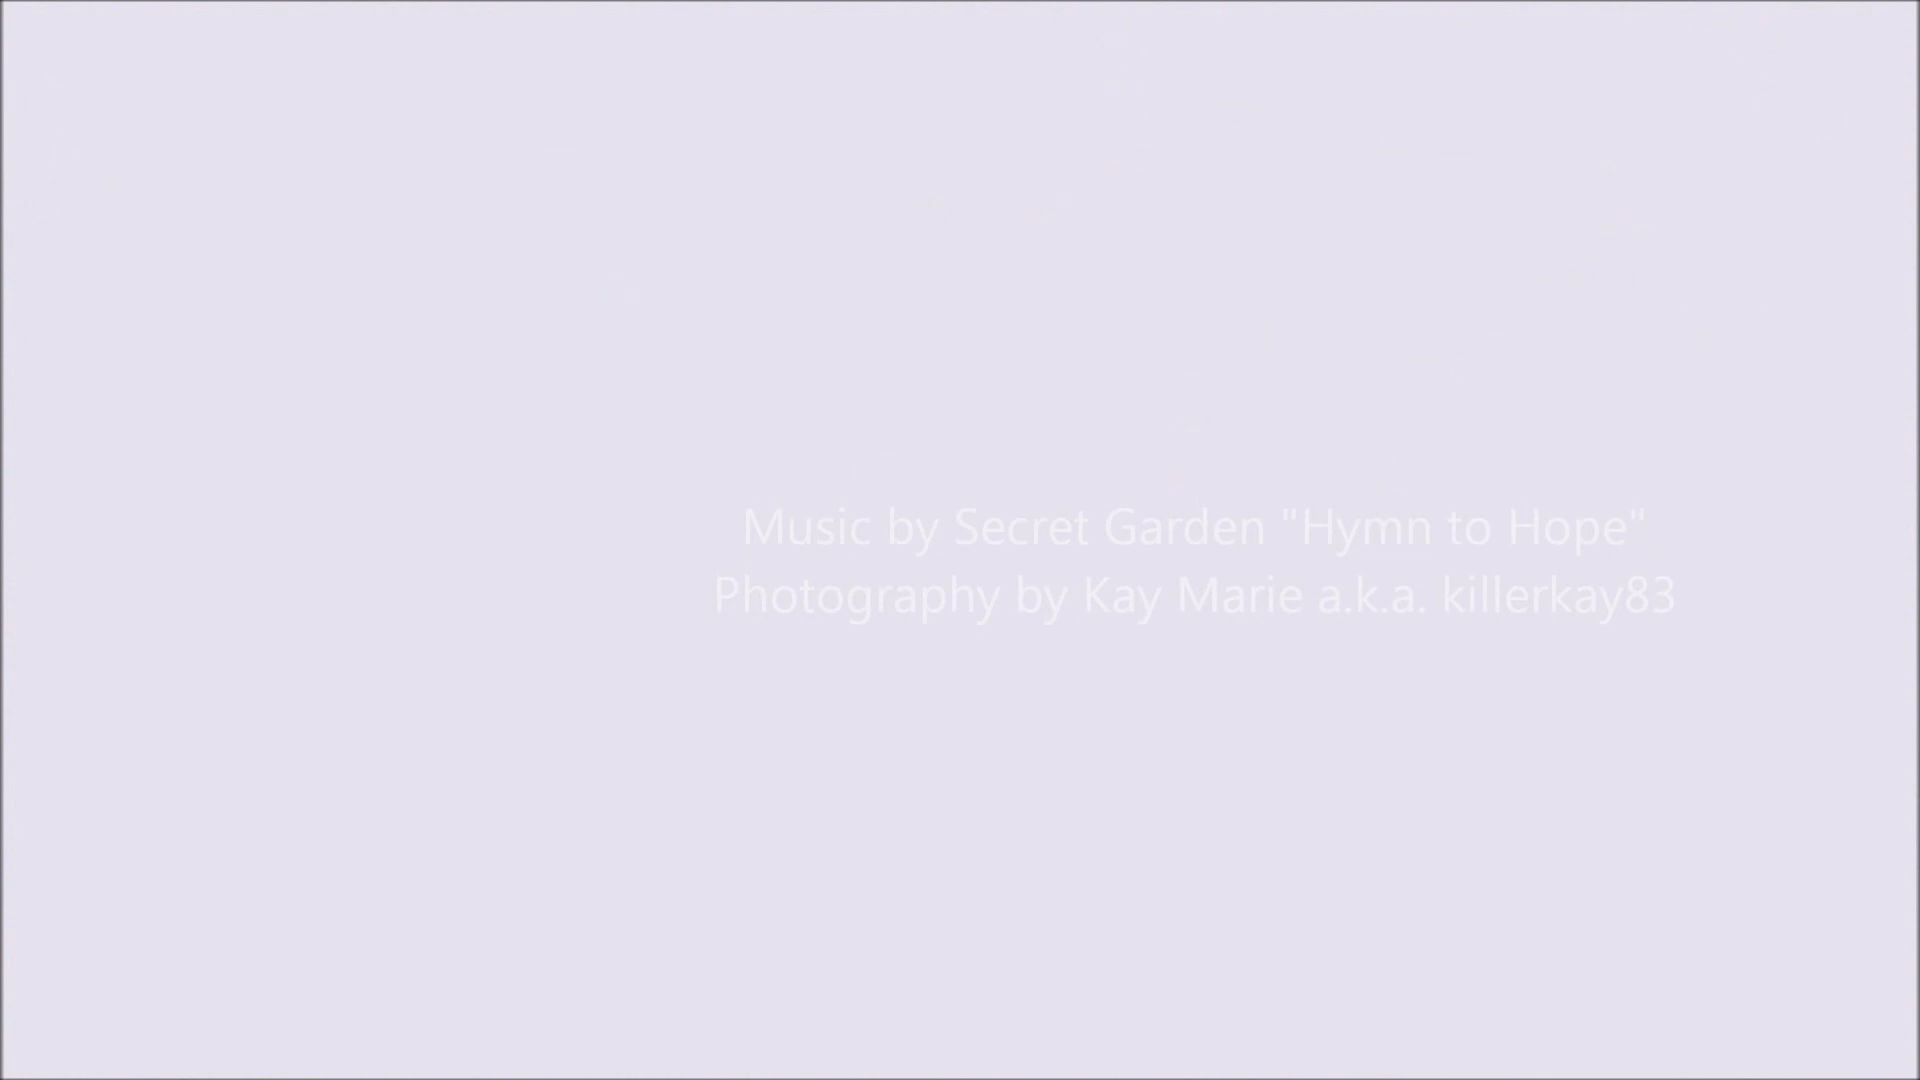 Music by Secret Garden "Hymn to Hope"
Photography by Kay Marie a.k.a. killerkay83